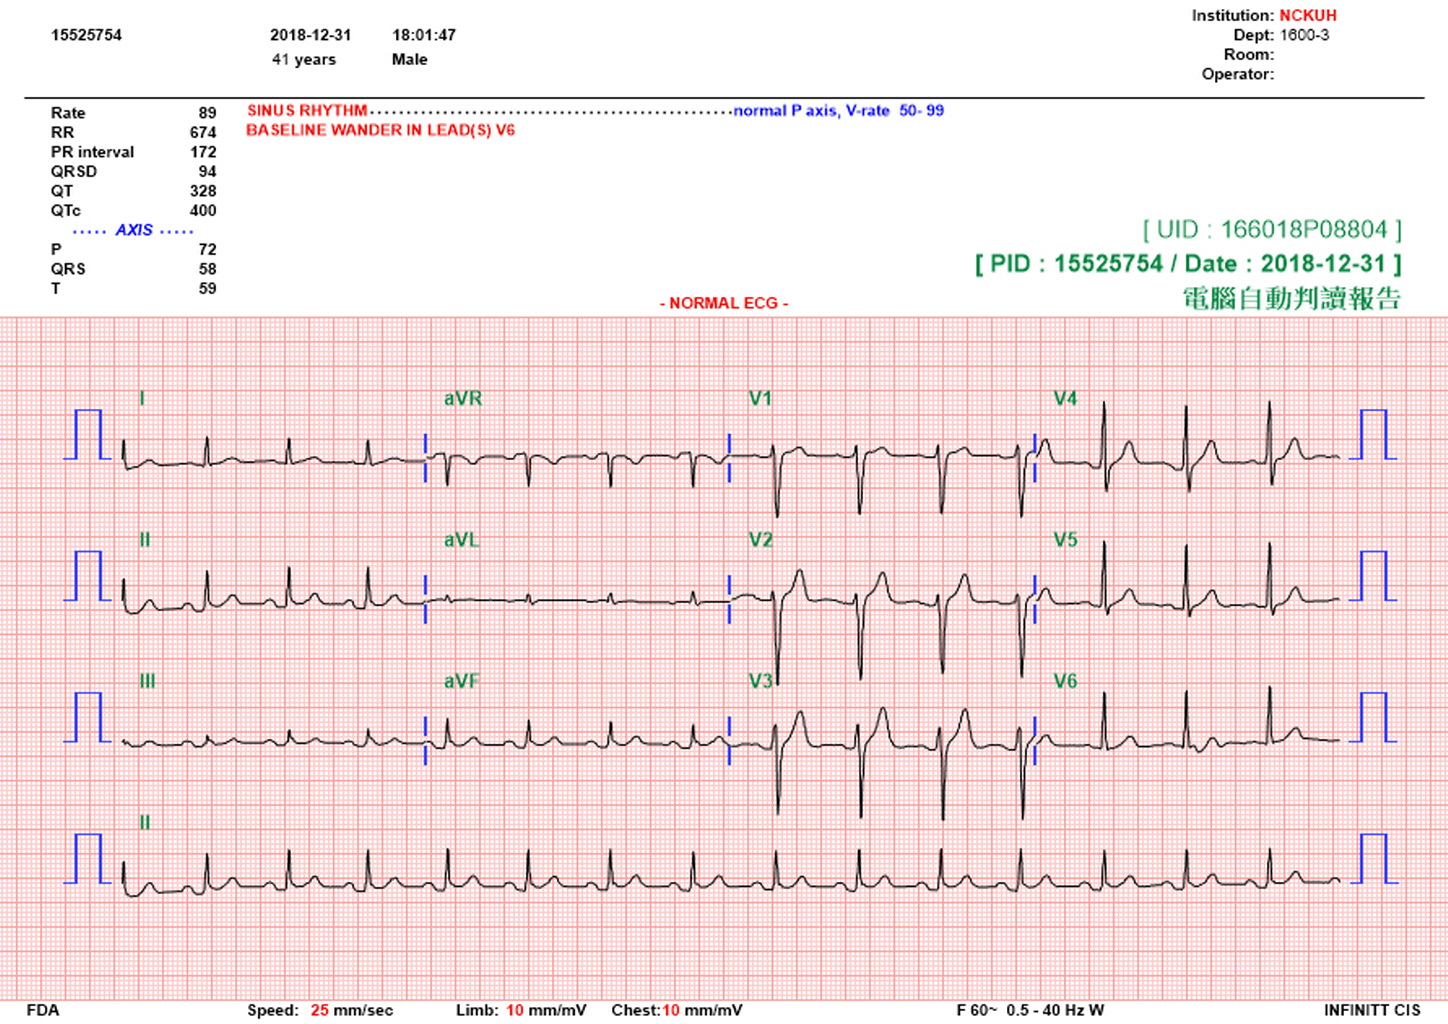 15525754 2018-12-31 18:01:47
41 years Male
Institution: NCKUH
Dept: 1600-3
Room:
Operator:
Rate 89
RR 674
PR interval 172
QRSD 94
QT 328
QTc 400
..... AXIS .....
P 72
QRS 58
T 59
SINUS RHYTHM..................................................normal P axis, V-rate 50- 99
BASELINE WANDER IN LEAD(S) V6
[ UID : 166018P08804 ]
[ PID : 15525754 / Date : 2018-12-31 ]
電腦自動判讀報告
- NORMAL ECG -
I aVR V1 V4
II aVL V2 V5
III aVF V3 V6
II
FDA Speed: 25 mm/sec Limb: 10 mm/mV Chest:10 mm/mV F 60~ 0.5 - 40 Hz W INFINITT CIS